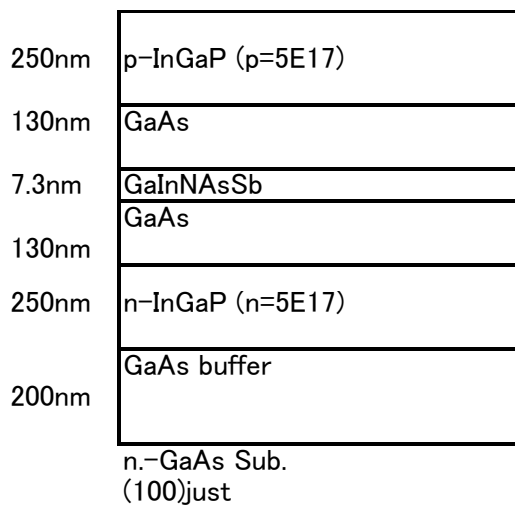 250nm p-InGaP (p=5E17)
130nm GaAs
7.3nm GaInNAsSb
GaAs
130nm
250nm n-InGaP (n=5E17)
GaAs buffer
200nm
n.-GaAs Sub.
(100)just